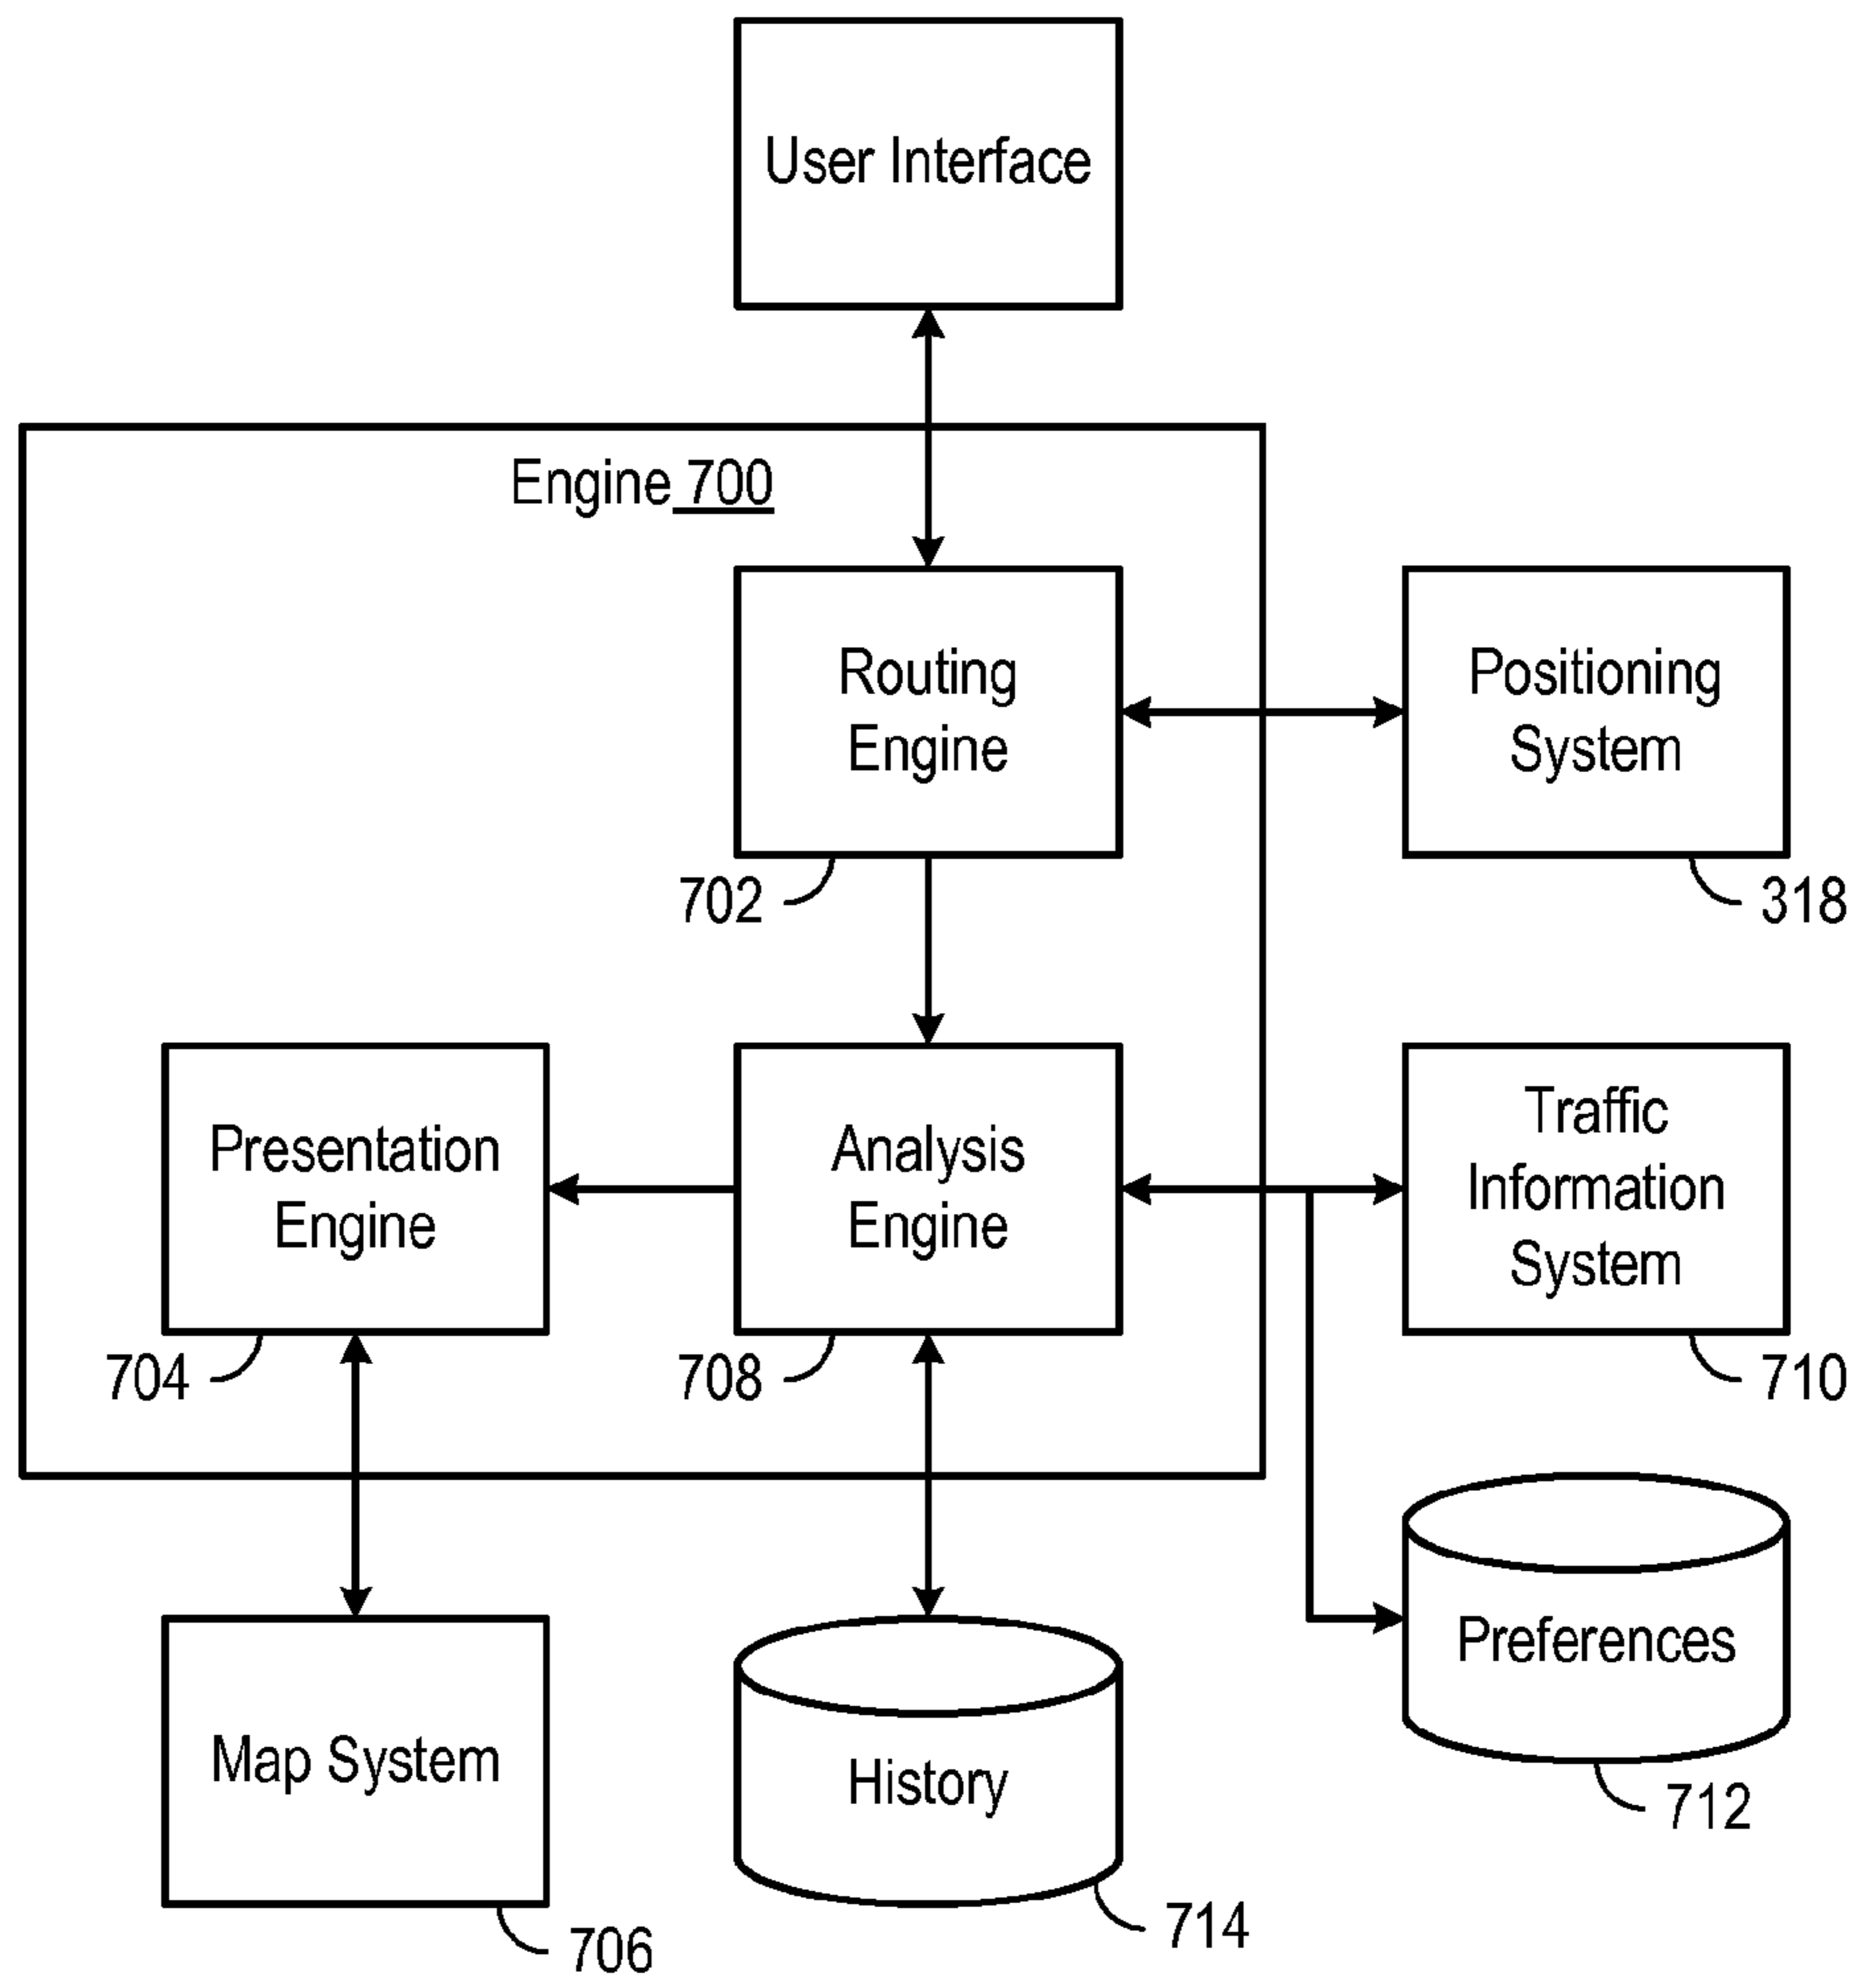 User Interface
Engine 700
Routing
Engine
702
Positioning
System
318
Presentation
Engine
704
Analysis
Engine
708
Traffic
Information
System
710
Map System
706
History
714
Preferences
712